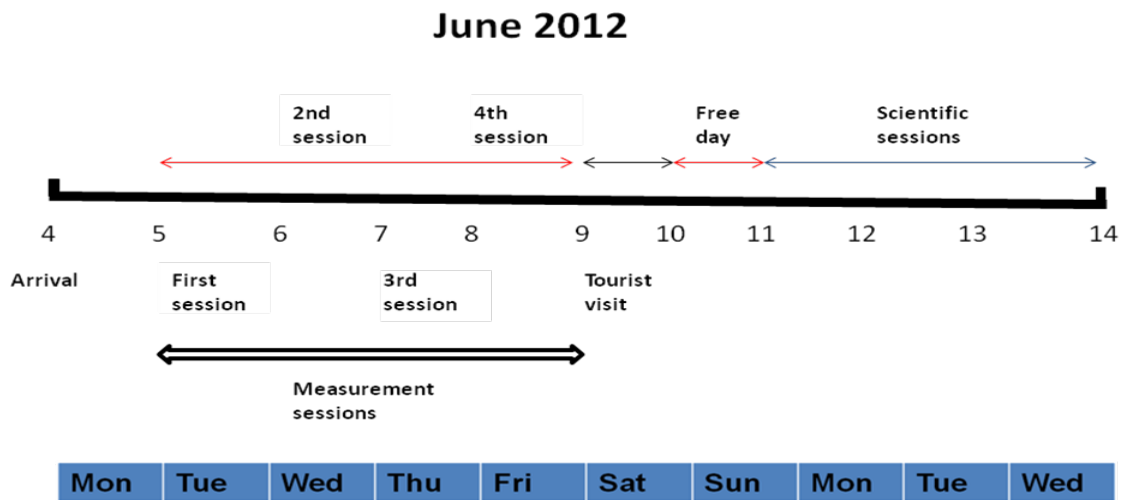 June 2012
2nd session
4th session
Free day
Scientific sessions
4 5 6 7 8 9 10 11 12 13 14
Arrival
First session
3rd session
Tourist visit
Measurement sessions
Mon Tue Wed Thu Fri Sat Sun Mon Tue Wed